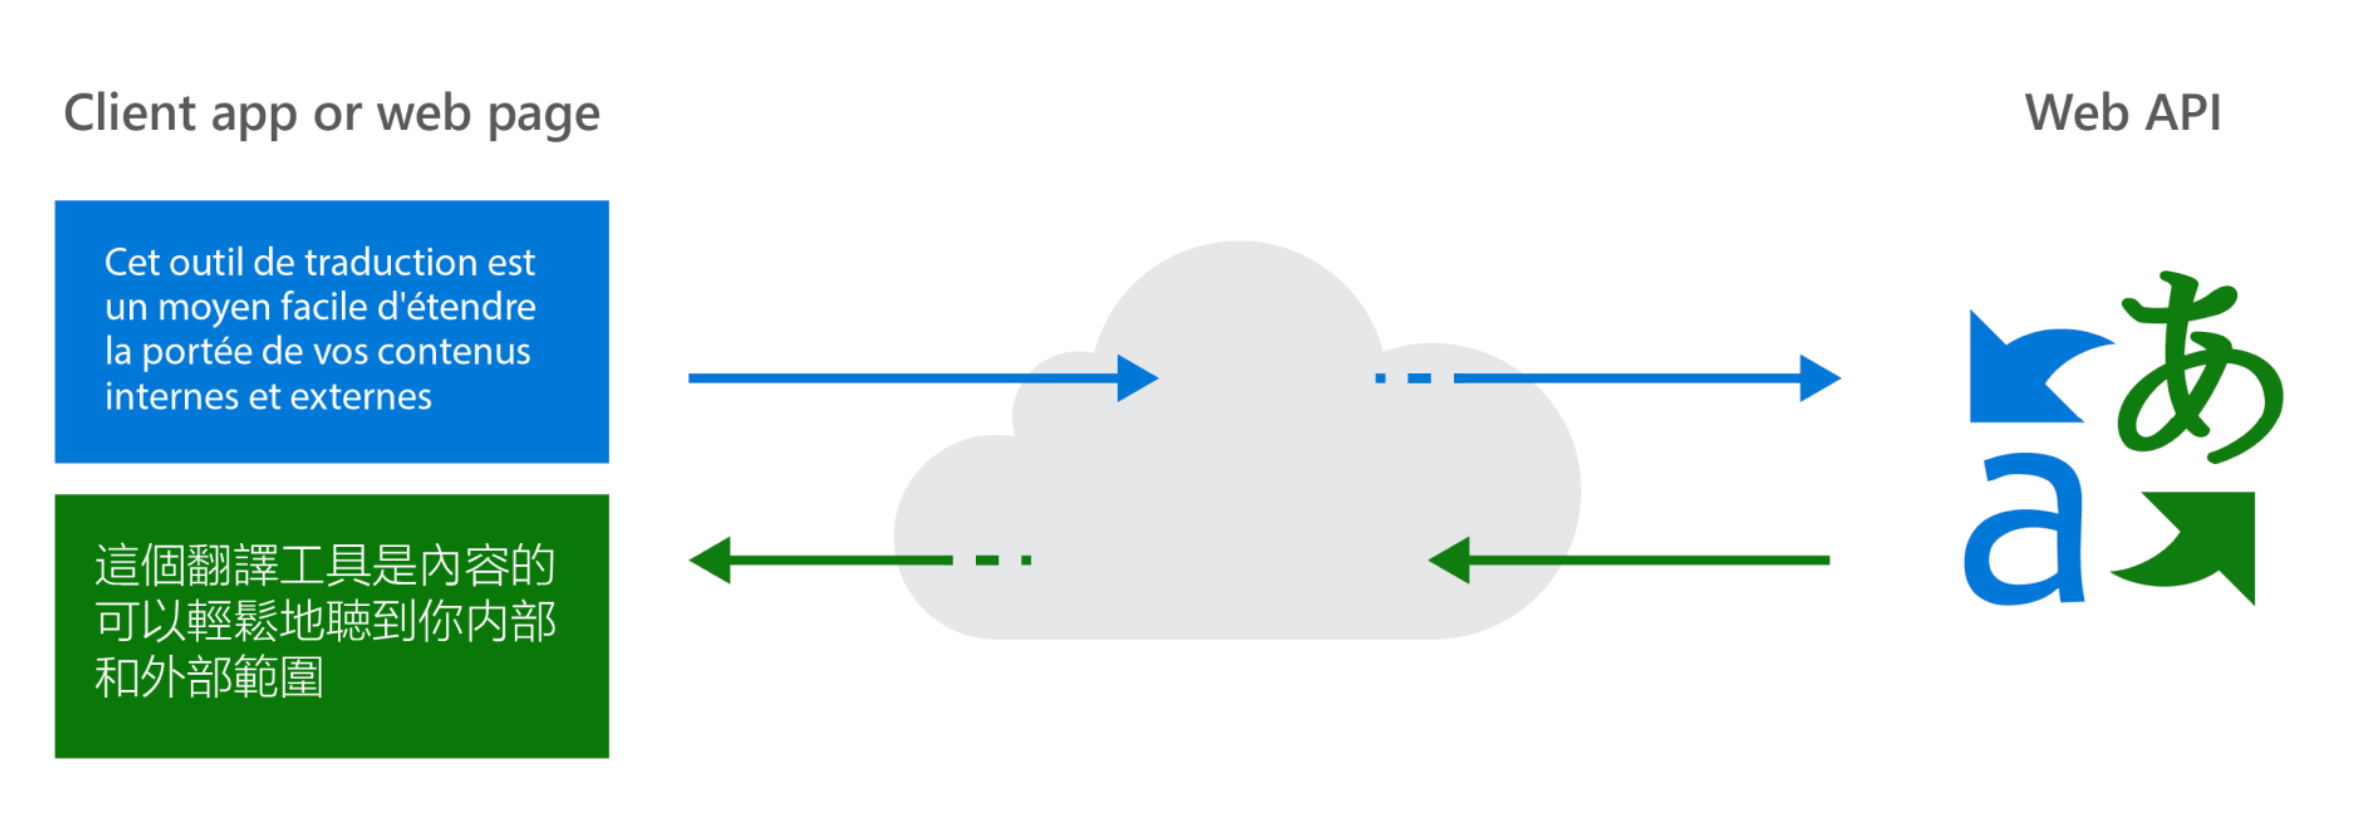 Client app or web page
Web API
Cet outil de traduction est
un moyen facile d'étendre
la portée de vos contenus
internes et externes
這個翻譯工具是內容的
可以輕鬆地聽到你內部
和外部範圍
あ
a